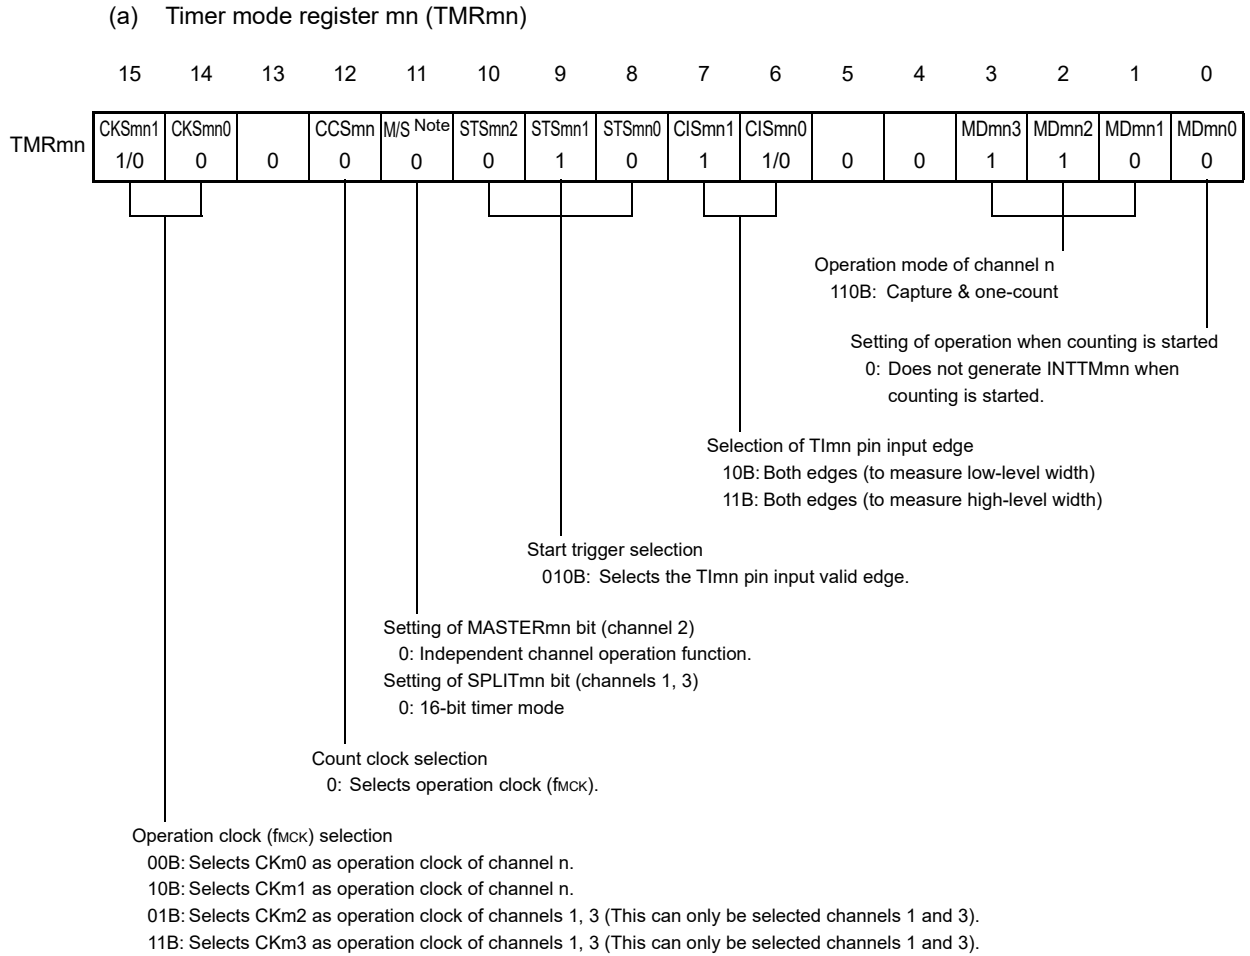 (a) Timer mode register mn (TMRmn)
15 14 13 12 11 10 9 8 7 6 5 4 3 2 1 0
TMRmn
CKSmn1 CKSmn0 CCSmn M/S Note STSmn2 STSmn1 STSmn0 CISmn1 CISmn0 MDmn3 MDmn2 MDmn1 MDmn0
1/0 0 0 0 0 0 1 0 1 1/0 0 0 1 1 0 0
Operation mode of channel n
110B: Capture & one-count
Setting of operation when counting is started
0: Does not generate INTTMmn when
counting is started.
Selection of TImn pin input edge
10B: Both edges (to measure low-level width)
11B: Both edges (to measure high-level width)
Start trigger selection
010B: Selects the TImn pin input valid edge.
Setting of MASTERmn bit (channel 2)
0: Independent channel operation function.
Setting of SPLITmn bit (channels 1, 3)
0: 16-bit timer mode
Count clock selection
0: Selects operation clock (fMCK).
Operation clock (fMCK) selection
00B: Selects CKm0 as operation clock of channel n.
10B: Selects CKm1 as operation clock of channel n.
01B: Selects CKm2 as operation clock of channels 1, 3 (This can only be selected channels 1 and 3).
11B: Selects CKm3 as operation clock of channels 1, 3 (This can only be selected channels 1 and 3).